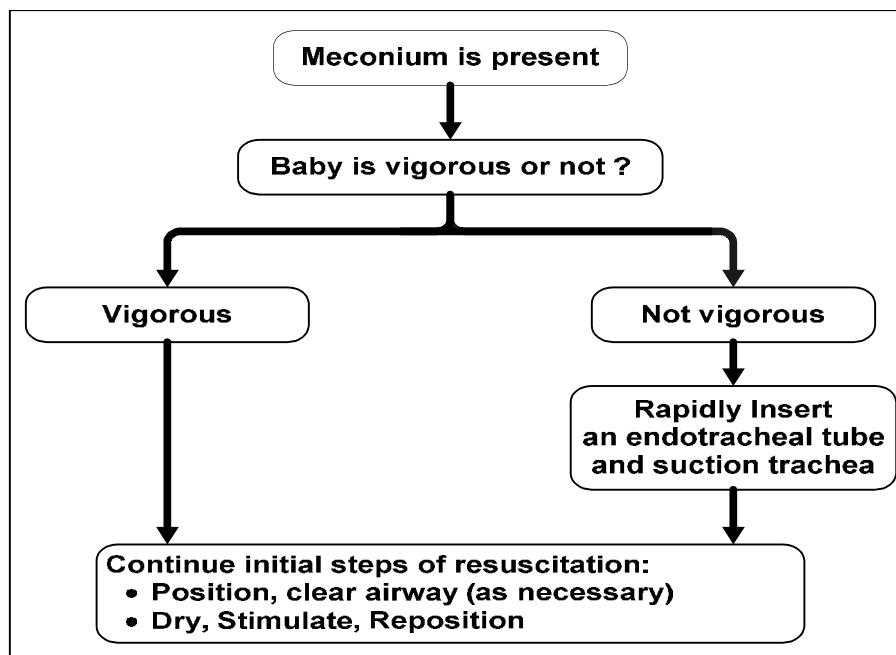 Meconium is present
Baby is vigorous or not ?
Vigorous
Not vigorous
Rapidly Insert
an endotracheal tube
and suction trachea
Continue initial steps of resuscitation:
• Position, clear airway (as necessary)
• Dry, Stimulate, Reposition